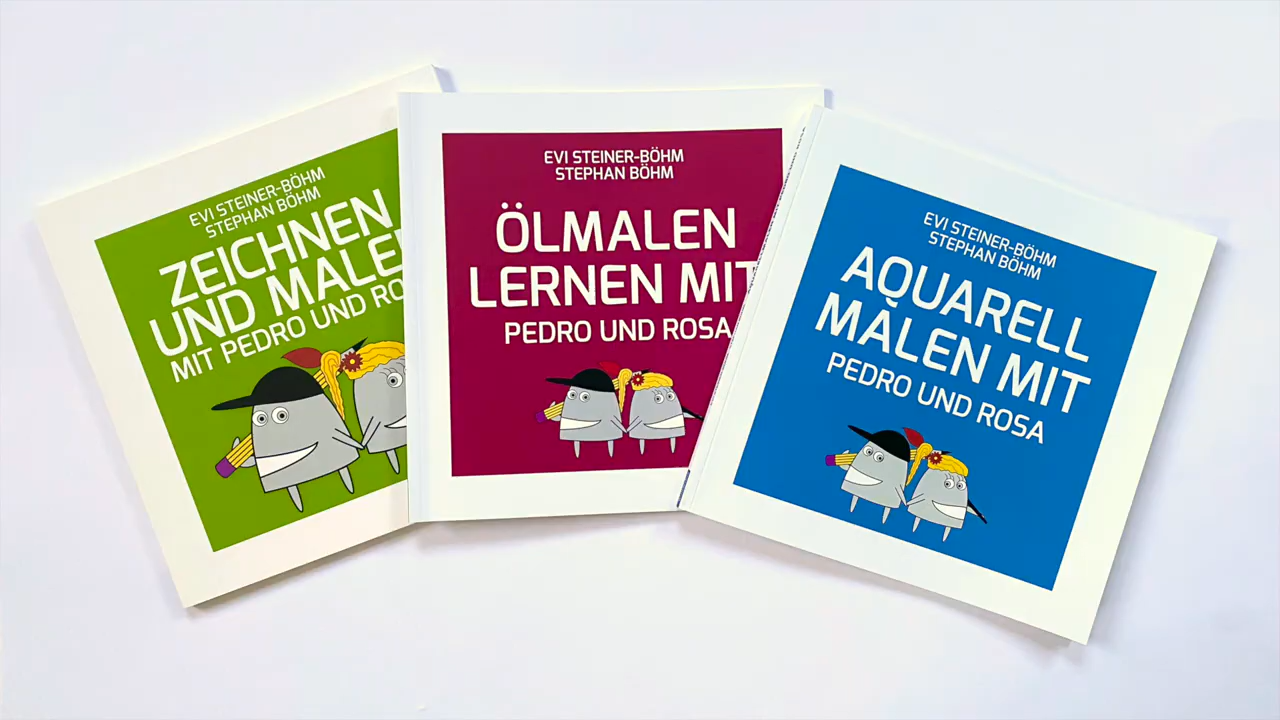 EVI STEINER-BÖHM
STEPHAN BÖHM
ZEICHNEN
UND MALE
MIT PEDRO UND RO
EVI STEINER-BÖHM
STEPHAN BÖHM
ÖLMALEN
LERNEN MIT
PEDRO UND ROSA
EVI STEINER-BÖHM
STEPHAN BÖHM
AQUARELL
MALEN MIT
PEDRO UND ROSA